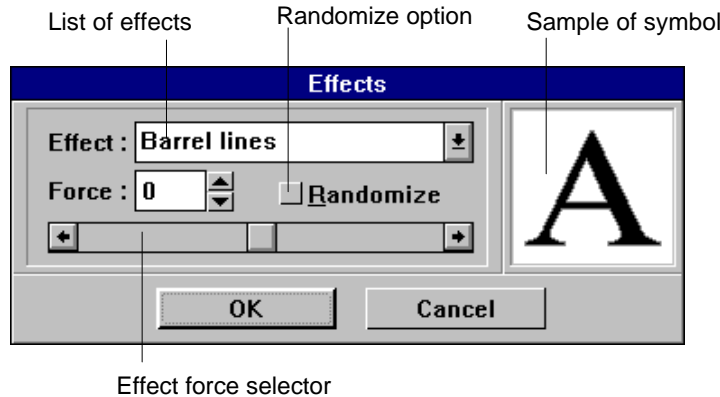 List of effects
Randomize option
Sample of symbol
Effects
Effect : Barrel lines
Force : 0
Randomize
A
OK
Cancel
Effect force selector